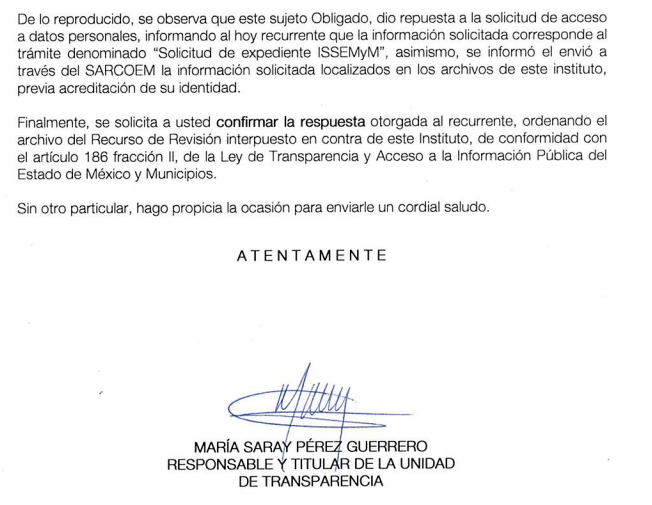 De lo reproducido, se observa que este sujeto Obligado, dio repuesta a la solicitud de acceso
a datos personales, informando al hoy recurrente que la información solicitada corresponde al
trámite denominado "Solicitud de expediente ISSEMyM", asimismo, se informó el envió a
través del SARCOEM la información solicitada localizados en los archivos de este instituto,
previa acreditación de su identidad.
Finalmente, se solicita a usted confirmar la respuesta otorgada al recurrente, ordenando el
archivo del Recurso de Revisión interpuesto en contra de este Instituto, de conformidad con
el artículo 186 fracción II, de la Ley de Transparencia y Acceso a la Información Pública del
Estado de México y Municipios.
Sin otro particular, hago propicia la ocasión para enviarle un cordial saludo.
ATENTAMENTE
MARÍA SARAY PÉREZ GUERRERO
RESPONSABLE Y TITULAR DE LA UNIDAD
DE TRANSPARENCIA